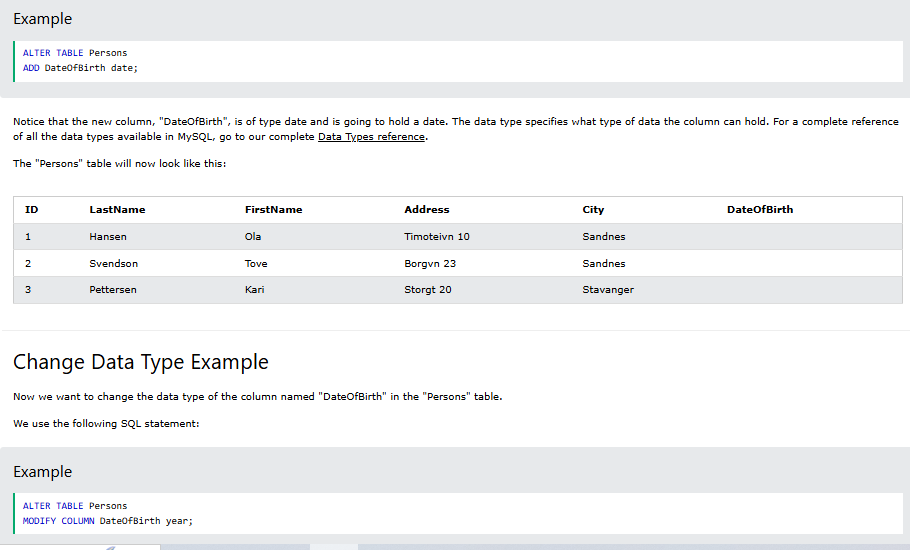 Example
ALTER TABLE Persons
ADD DateOfBirth date;
Notice that the new column, "DateOfBirth", is of type date and is going to hold a date. The data type specifies what type of data the column can hold. For a complete reference
of all the data types available in MySQL, go to our complete Data Types reference.
The "Persons" table will now look like this:
ID LastName FirstName Address City DateOfBirth
1 Hansen Ola Timoteivn 10 Sandnes
2 Svendson Tove Borgvn 23 Sandnes
3 Pettersen Kari Storgt 20 Stavanger
Change Data Type Example
Now we want to change the data type of the column named "DateOfBirth" in the "Persons" table.
We use the following SQL statement:
Example
ALTER TABLE Persons
MODIFY COLUMN DateOfBirth year;